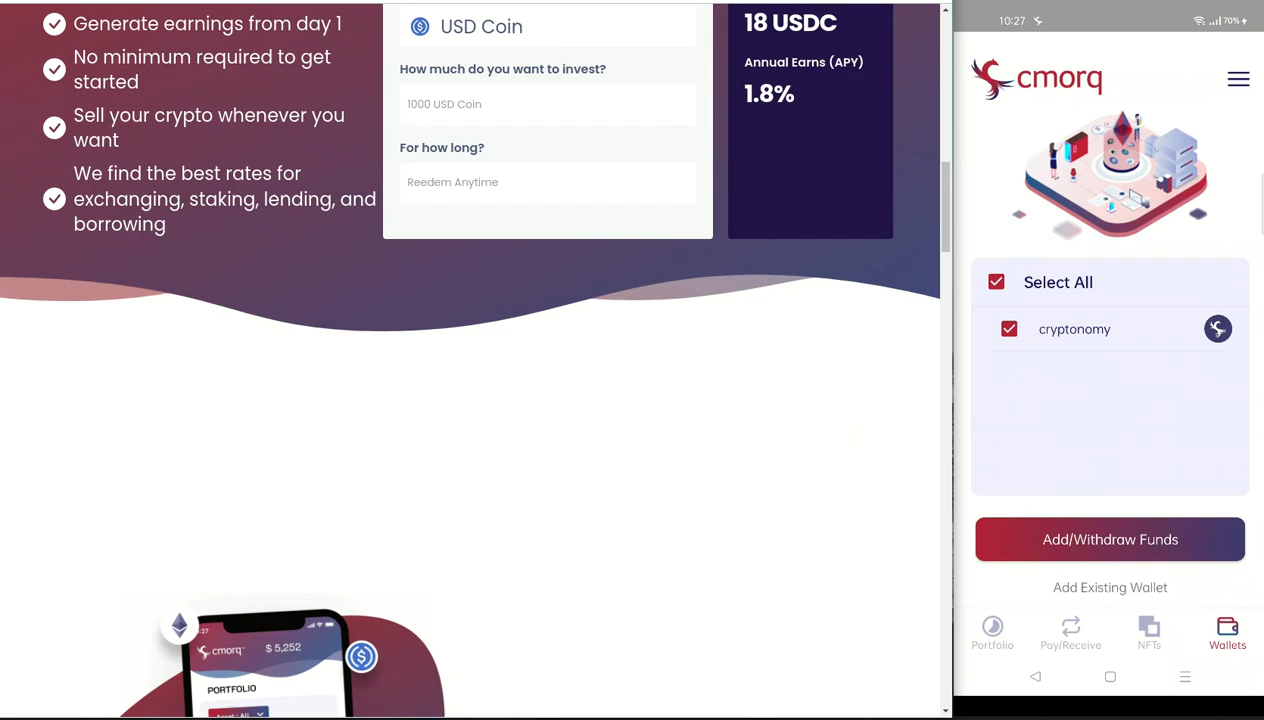 Generate earnings from day 1
No minimum required to get
started
Sell your crypto whenever you
want
We find the best rates for
exchanging, staking, lending, and
borrowing
USD Coin
How much do you want to invest?
1000 USD Coin
For how long?
Reedem Anytime
18 USDC
Annual Earns (APY)
1.8%
cmorq
$ 5,252
PORTFOLIO
10:27
70%
cmorq
Select All
cryptonomy
Add/Withdraw Funds
Add Existing Wallet
Portfolio
Pay/Receive
NFTs
Wallets